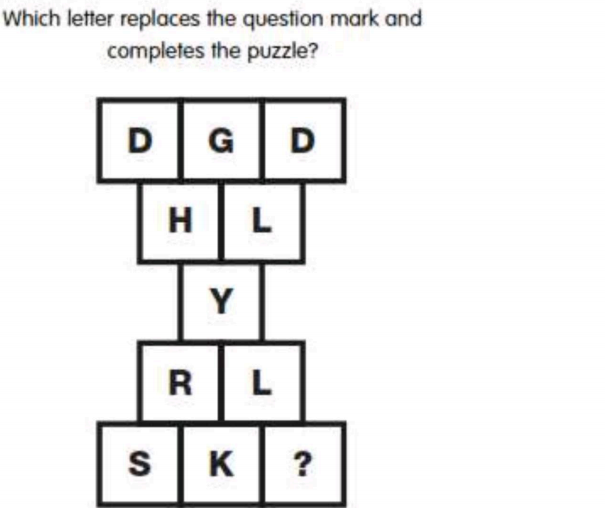 Which letter replaces the question mark and
completes the puzzle?
D G D
H L
Y
R L
S K ?